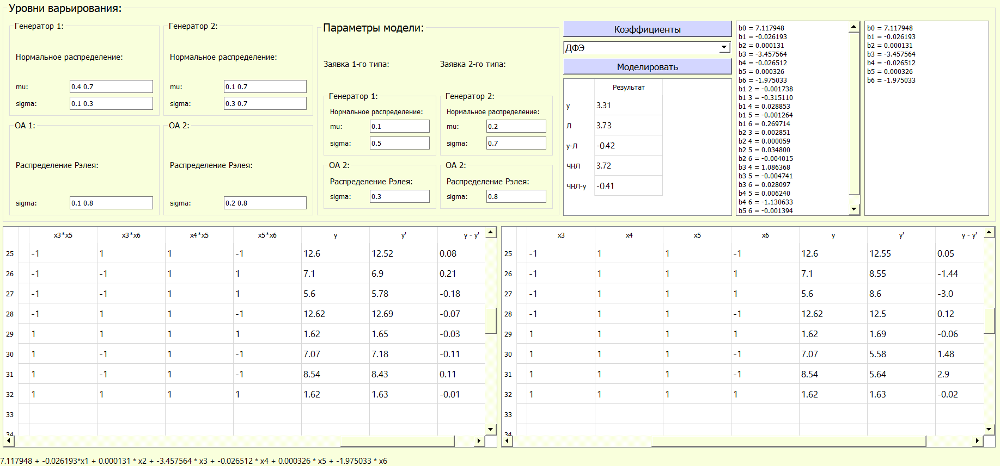 Уровни варьирования:
Генератор 1:
Нормальное распределение:
mu: 0.4 0.7
sigma: 0.1 0.3
Генератор 2:
Нормальное распределение:
mu: 0.1 0.7
sigma: 0.3 0.7
ОА 1:
Распределение Рэлея:
sigma: 0.1 0.8
ОА 2:
Распределение Рэлея:
sigma: 0.2 0.8
Параметры модели:
Заявка 1-го типа:
Заявка 2-го типа:
Генератор 1:
Нормальное распределение:
mu: 0.1
sigma: 0.5
Генератор 2:
Нормальное распределение:
mu: 0.2
sigma: 0.7
ОА 2:
Распределение Рэлея:
sigma: 0.3
ОА 2:
Распределение Рэлея:
sigma: 0.8
Коэффициенты
ДФЭ
Моделировать
Результат
у 3.31
Л 3.73
у-Л -0.42
ЧНЛ 3.72
ЧНЛ-у -0.41
b0 = 7.117948
b1 = -0.026193
b2 = 0.000131
b3 = -3.457564
b4 = -0.026512
b5 = 0.000326
b6 = -1.975033
b1 2 = -0.001738
b1 3 = -0.315110
b1 4 = 0.028853
b1 5 = -0.001264
b1 6 = 0.269714
b2 3 = 0.002851
b2 4 = 0.000059
b2 5 = 0.034800
b2 6 = -0.004015
b3 4 = 1.086368
b3 5 = -0.004741
b3 6 = 0.028097
b4 5 = 0.006240
b4 6 = -1.130633
b5 6 = -0.001394
b0 = 7.117948
b1 = -0.026193
b2 = 0.000131
b3 = -3.457564
b4 = -0.026512
b5 = 0.000326
b6 = -1.975033
x3*x5 x3*x6 x4*x5 x5*x6 y y' y - y'
25 -1 1 1 -1 12.6 12.52 0.08
26 -1 -1 1 1 7.1 6.9 0.21
27 -1 -1 1 1 5.6 5.78 -0.18
28 -1 1 1 -1 12.62 12.69 -0.07
29 1 1 1 1 1.62 1.65 -0.03
30 1 -1 1 -1 7.07 7.18 -0.11
31 1 -1 1 -1 8.54 8.43 0.11
32 1 1 1 1 1.62 1.63 -0.01
33
34
x3 x4 x5 x6 y y' y - y'
25 -1 1 1 -1 12.6 12.55 0.05
26 -1 1 1 1 7.1 8.55 -1.44
27 -1 1 1 1 5.6 8.6 -3.0
28 -1 1 1 -1 12.62 12.5 0.12
29 1 1 1 1 1.62 1.69 -0.06
30 1 1 1 -1 7.07 5.58 1.48
31 1 1 1 -1 8.54 5.64 2.9
32 1 1 1 1 1.62 1.63 -0.02
33
34
7.117948 + -0.026193*x1 + 0.000131 * x2 + -3.457564 * x3 + -0.026512 * x4 + 0.000326 * x5 + -1.975033 * x6